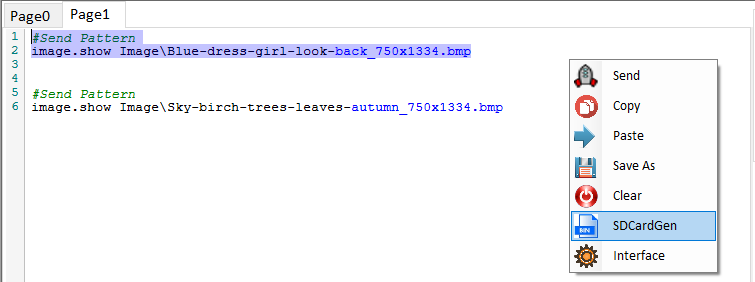 Page0 Page1
1 #Send Pattern
2 image.show Image\Blue-dress-girl-look-back_750x1334.bmp
3
4
5 #Send Pattern
6 image.show Image\Sky-birch-trees-leaves-autumn_750x1334.bmp
Send
Copy
Paste
Save As
Clear
BIN SDCardGen
Interface